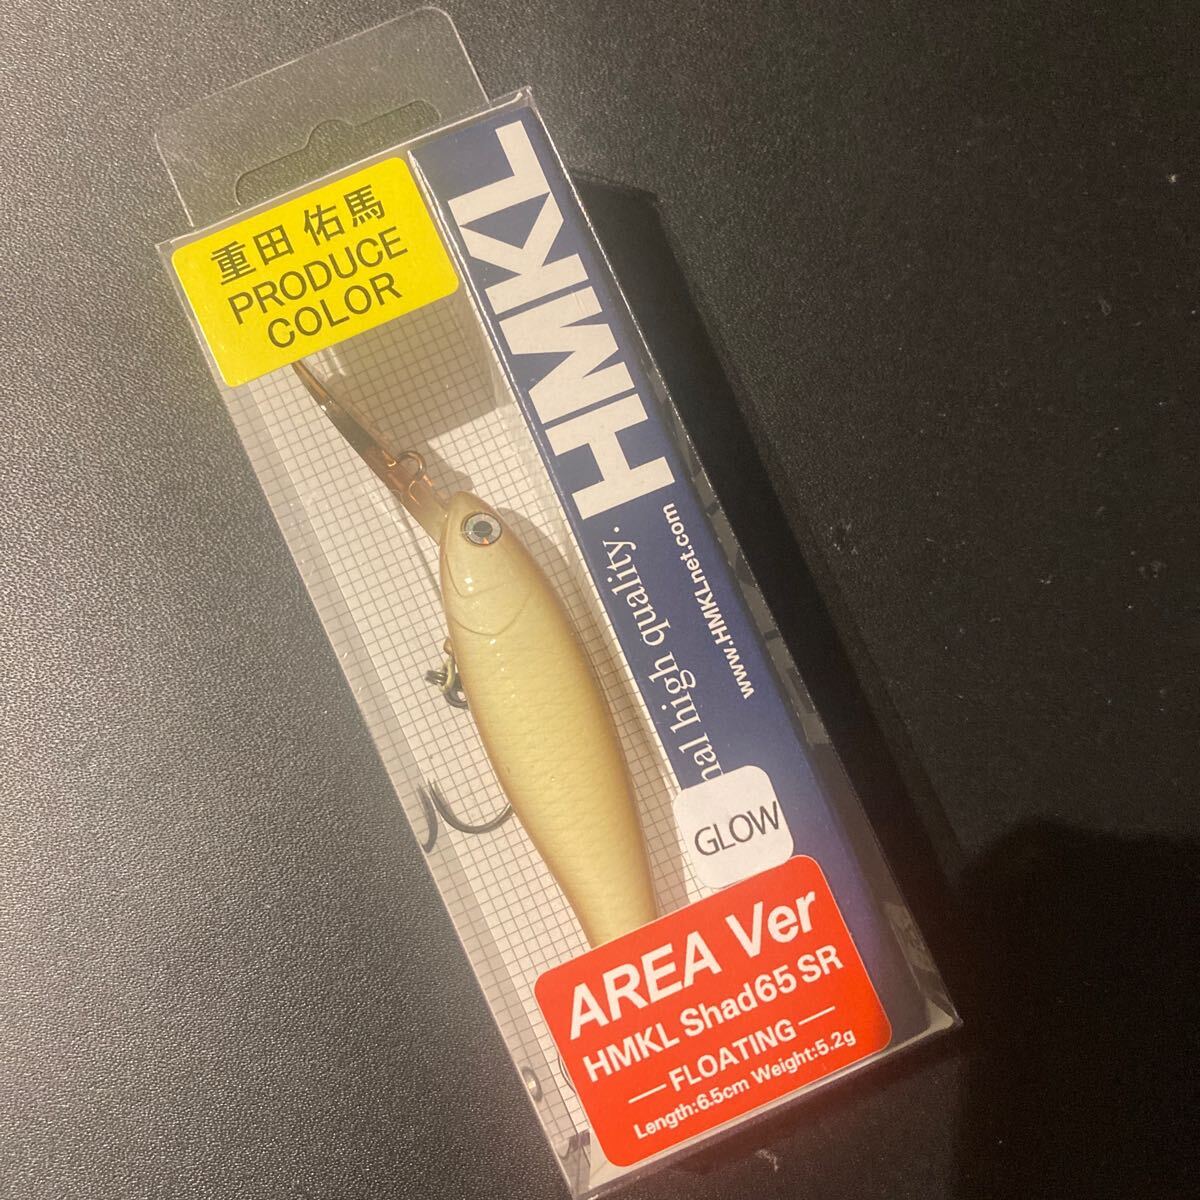 重田 佑馬
PRODUCE
COLOR
HMKL
high quality.
www.HMKLnet.com
GLOW
AREA Ver
HMKL Shad65 SR
FLOATING
Length:6.5cm Weight:5.2g